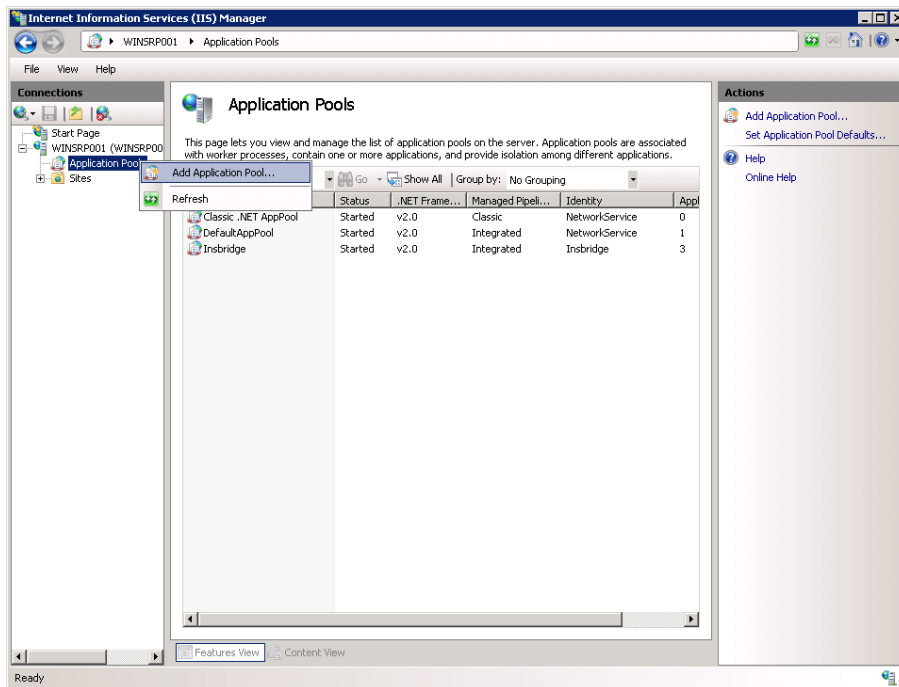 Internet Information Services (IIS) Manager
WINSRP001 Application Pools
File View Help
Connections
Start Page
WINSRP001 (WINSRP00
Application Pools
Sites
Add Application Pool...
Refresh
Application Pools
This page lets you view and manage the list of application pools on the server. Application pools are associated
with worker processes, contain one or more applications, and provide isolation among different applications.
Go Show All Group by: No Grouping
Status .NET Frame... Managed Pipeli... Identity Appl
Classic .NET AppPool Started v2.0 Classic NetworkService 0
DefaultAppPool Started v2.0 Integrated NetworkService 1
Insbridge Started v2.0 Integrated Insbridge 3
Features View Content View
Actions
Add Application Pool...
Set Application Pool Defaults...
Help
Online Help
Ready